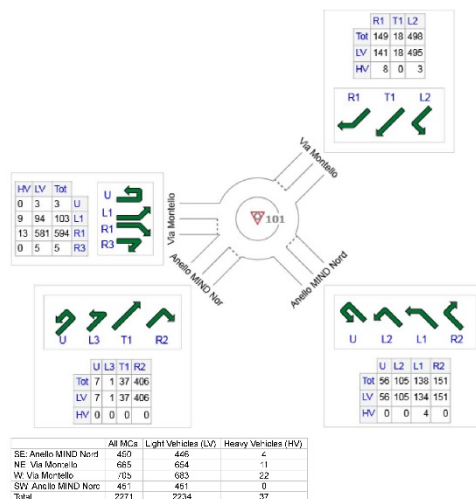 R1 T1 L2
Tot 149 18 498
LV 141 18 495
HV 8 0 3
R1 T1 L2
Via Montello
HV LV Tot
0 3 3 U
9 94 103 L1
13 581 594 R1
0 5 5 R3
U
L1
R1
R3
Via Montello
101
Anello MIND Nor
Anello MIND Nord
U L3 T1 R2
U L3 T1 R2
Tot 7 1 37 406
LV 7 1 37 406
HV 0 0 0 0
U L2 L1 R2
U L2 L1 R2
Tot 56 105 138 151
LV 56 105 134 151
HV 0 0 4 0
All MCs Light Vehicles (LV) Heavy Vehicles (HV)
SE: Anello MIND Nord 450 446 4
NE: Via Montello 665 654 11
W: Via Montello 705 683 22
SW: Anello MIND Nord 451 451 0
Total 2271 2234 37